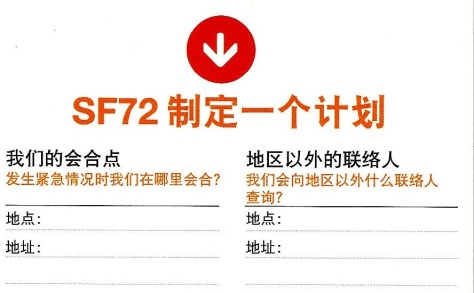 SF72 制定一个计划
我们的会合点
发生紧急情况时我们在哪里会合?
地点:
地址:
地区以外的联络人
我们会向地区以外什么联络人
查询?
地点:
地址: